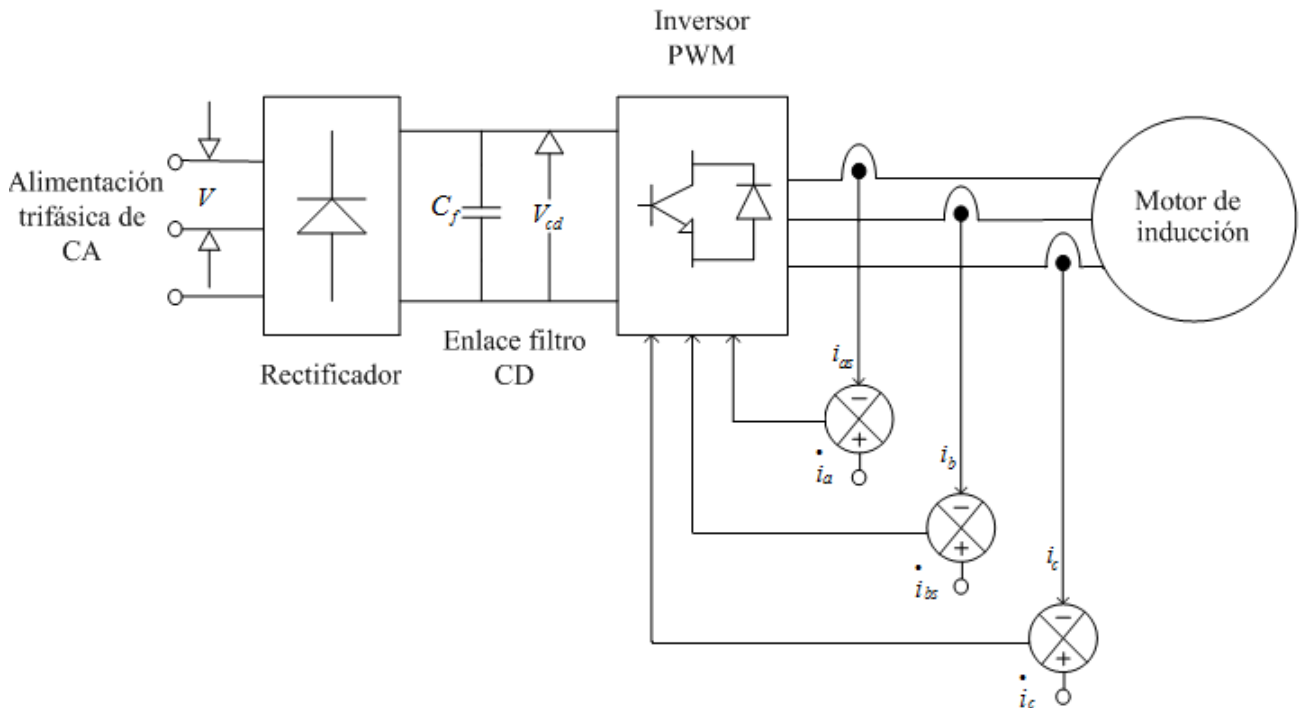 Inversor
PWM
Alimentación
trifásica de
CA
V
C_f
V_cd
Motor de
inducción
Enlace filtro
CD
Rectificador
i_as
−
+
i_a
i_b
−
+
i_bs
i_c
−
+
i_c